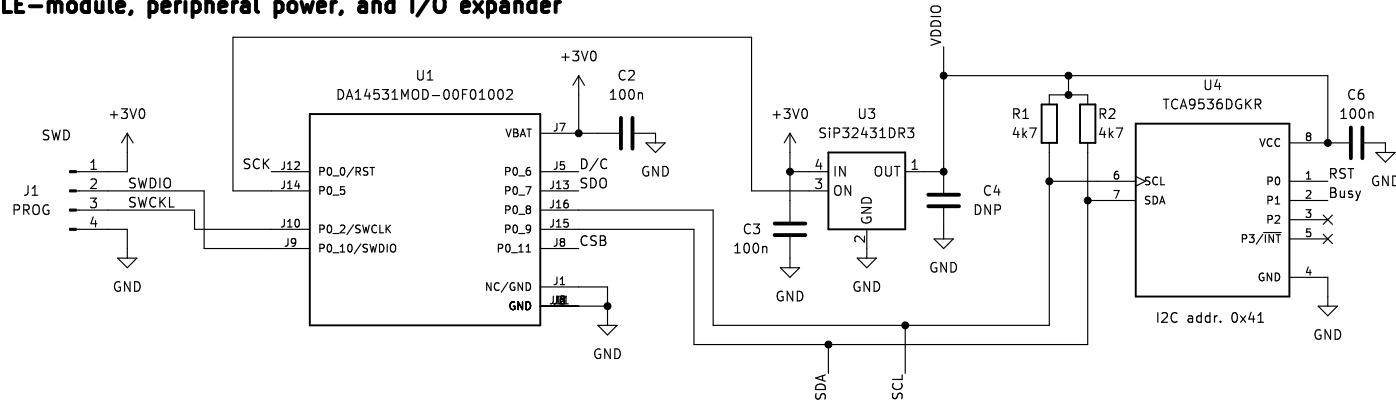 LE-module, peripheral power, and I/O expander
VDDIO
+3V0
U1
DA14531MOD-00F01002
C2
100n
GND
VBAT
J7
SCK
J12
P0_0/RST
J14
P0_5
J10
P0_2/SWCLK
J9
P0_10/SWDIO
P0_6
J5
D/C
P0_7
J13
SDO
P0_8
J16
P0_9
J15
P0_11
J8
CSB
NC/GND
J1
GND
GND
SWD
+3V0
J1
PROG
1
2
SWDIO
3
SWCKL
4
GND
+3V0
U3
SiP32431DR3
4
IN
OUT
1
3
ON
GND
2
GND
C3
100n
GND
C4
DNP
GND
R1
4k7
R2
4k7
U4
TCA9536DGKR
C6
100n
GND
VCC
8
6
SCL
7
SDA
P0
1
RST
P1
2
Busy
P2
3
P3/INT
5
GND
4
GND
I2C addr. 0x41
SDA
SCL